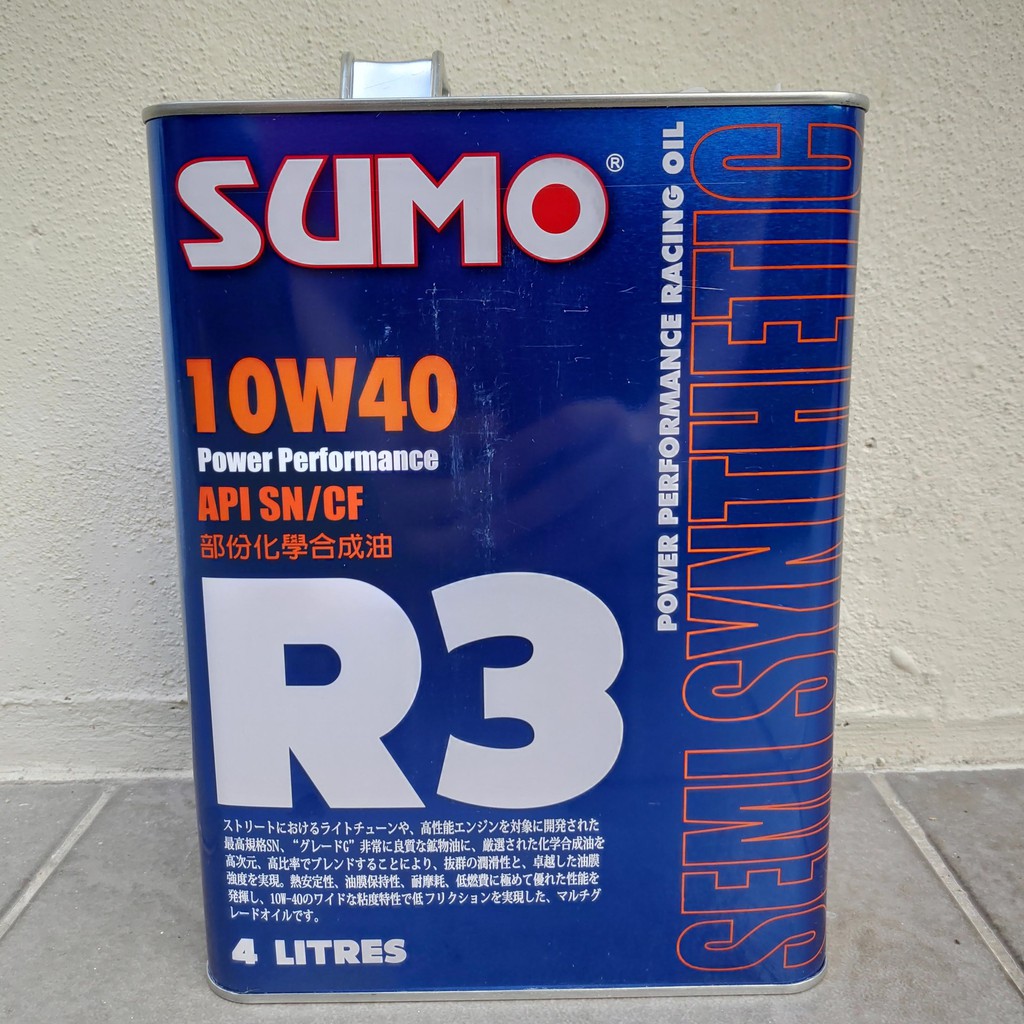 SUMO®
10W40
Power Performance
API SN/CF
部份化學合成油
R3
ストリートにおけるライトチューンや、高性能エンジンを対象に開発された
最高規格SN、“グレードG” 非常に良質な鉱物油に、厳選された化学合成油を
高次元、高比率でブレンドすることにより、抜群の潤滑性と、卓越した油膜
強度を実現。熱安定性、油膜保持性、耐摩耗、低燃費に極めて優れた性能を
発揮し、10W-40のワイドな粘度特性で低フリクションを実現した、マルチグ
レードオイルです。
4 LITRES
POWER PERFORMANCE RACING OIL
SEMI SYNTHETIC